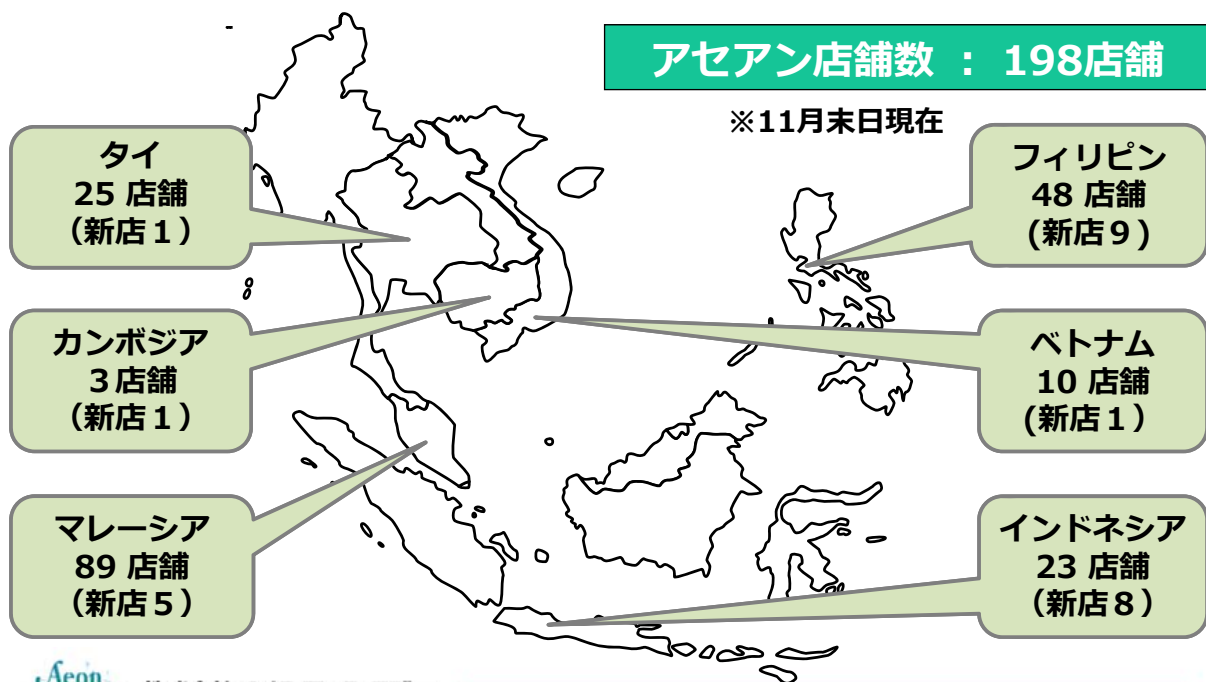 アセアン店舗数 : 198店舗
※11月末日現在
タイ
25 店舗
（新店１）
フィリピン
48 店舗
(新店９)
カンボジア
３店舗
（新店１）
ベトナム
10 店舗
(新店１)
マレーシア
89 店舗
（新店５）
インドネシア
23 店舗
（新店８）
Aeon